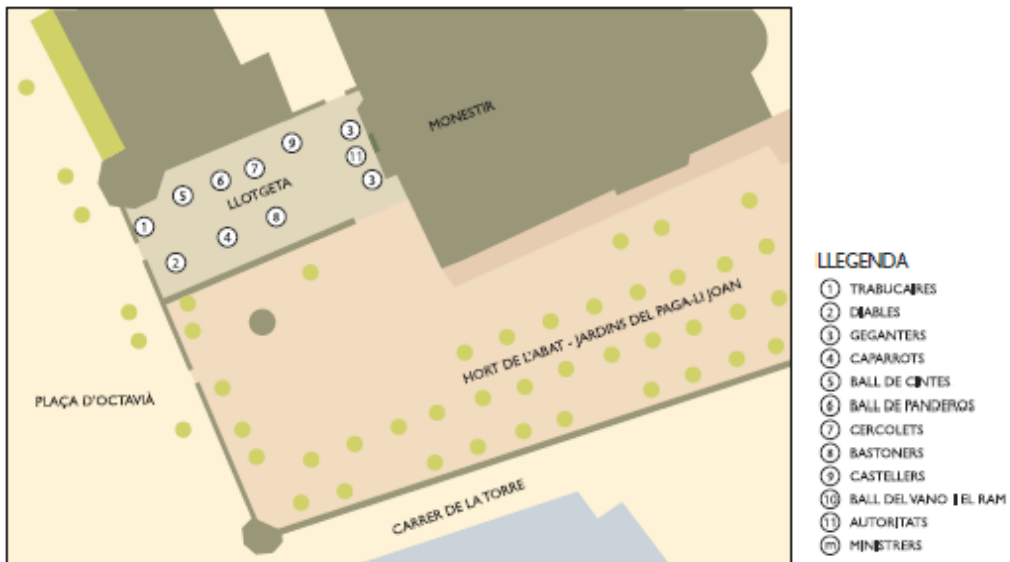 MONESTIR
9
3
7
11
6
3
5
LLOTGETA
8
1
4
2
HORT DE L'ABAT - JARDINS DEL PAGA-LI JOAN
PLAÇA D'OCTAVIÀ
CARRER DE LA TORRE
LLEGENDA
1 TRABUCAIRES
2 DIABLES
3 GEGANTERS
4 CAPARROTS
5 BALL DE CINTES
6 BALL DE PANDEROS
7 CERCOLETS
8 BASTONERS
9 CASTELLERS
10 BALL DEL VANO I EL RAM
11 AUTORITATS
m MINISTRERS